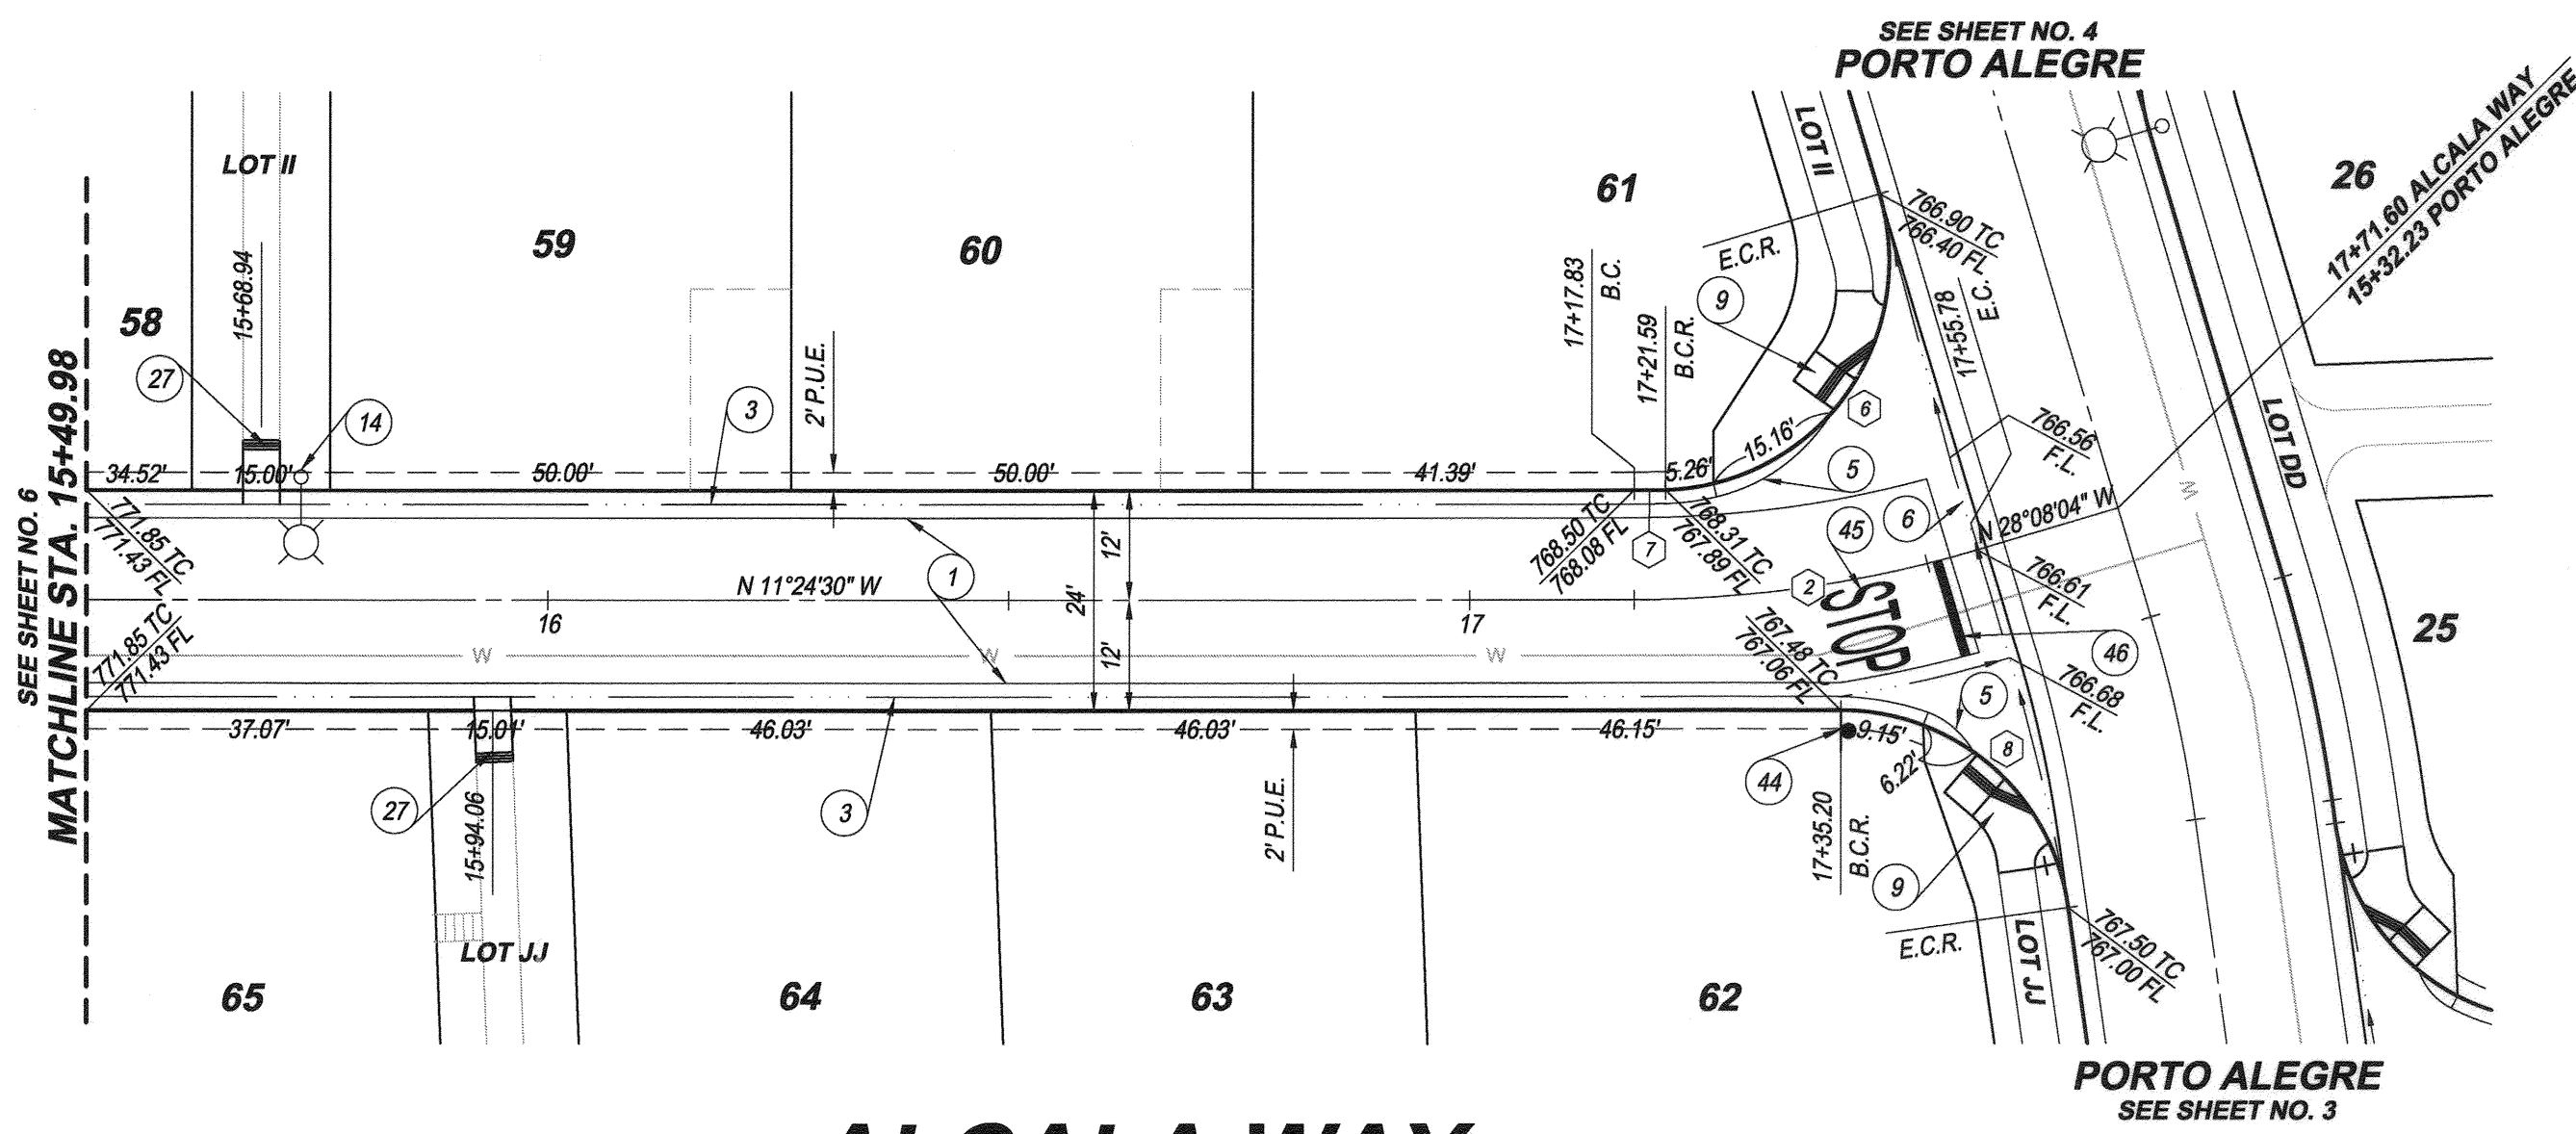 SEE SHEET NO. 4
PORTO ALEGRE
17+71.60 ALCALA WAY
15+32.23 PORTO ALEGRE
LOT II
59
60
61
LOT II
26
58
15+68.94
27
14
3
2' P.U.E.
17+17.83
B.C.
17+21.59
B.C.R.
E.C.R.
9
766.90 TC
766.40 FL
17+55.78
E.C.
6
766.56
F.L.
LOT DD
34.52'
15.00'
50.00'
50.00'
41.39'
5.26'
15.16'
5
SEE SHEET NO. 6
MATCHLINE STA. 15+49.98
771.85 TC
771.43 FL
771.85 TC
771.43 FL
1
N 11°24'30" W
16
17
24'
12'
12'
768.50 TC
768.08 FL
7
768.31 TC
767.89 FL
45
6
N 28°08'04" W
W
2
STOP
766.61
F.L.
46
25
W
W
W
767.48 TC
767.06 FL
766.68
F.L.
5
8
37.07'
15.01'
46.03'
46.03'
46.15'
9.15'
6.22'
44
27
15+94.06
3
2' P.U.E.
17+35.20
B.C.R.
9
E.C.R.
767.50 TC
767.00 FL
LOT JJ
LOT JJ
65
64
63
62
PORTO ALEGRE
SEE SHEET NO. 3
ALCALA WAY